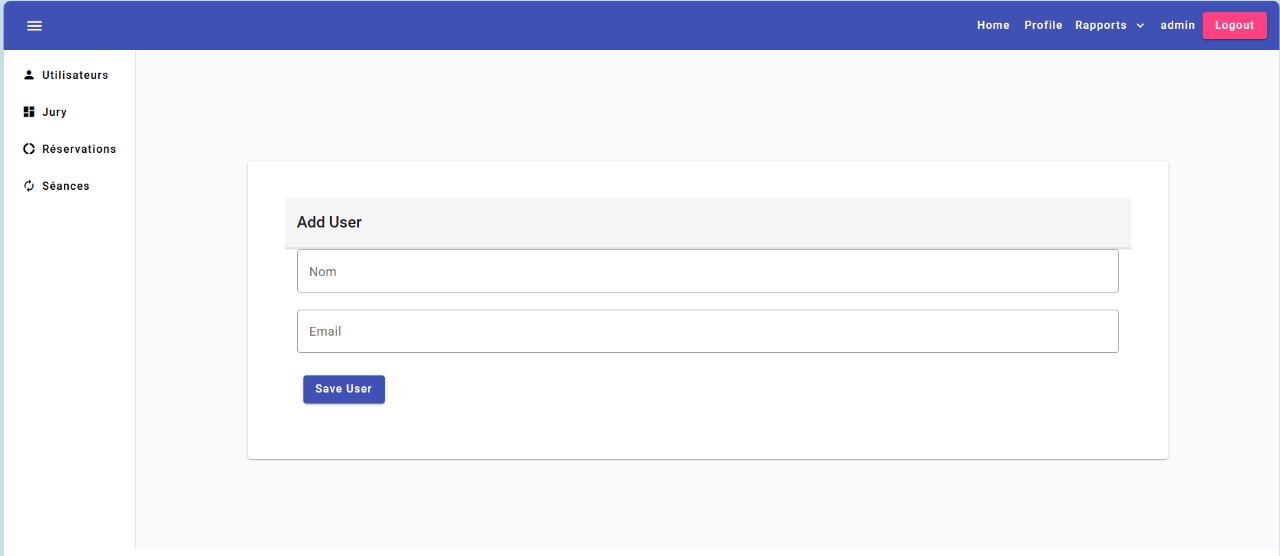 Home Profile Rapports admin Logout
Utilisateurs
Jury
Réservations
Séances
Add User
Nom
Email
Save User